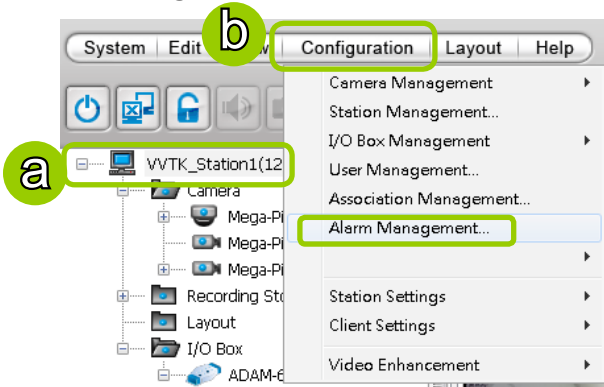 b
System Edit Configuration Layout Help
Camera Management
Station Management...
I/O Box Management
a
VVTK_Station1(12
User Management...
Camera
Association Management...
Mega-Pi
Alarm Management...
Mega-Pi
Mega-Pi
Recording Sto
Station Settings
Layout
Client Settings
I/O Box
Video Enhancement
ADAM-6